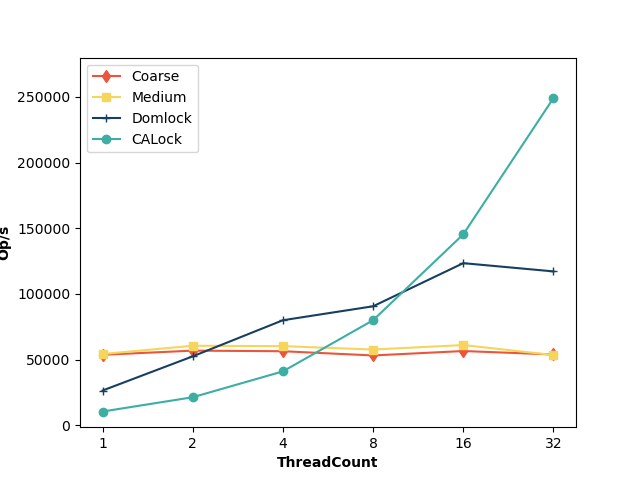 Coarse
Medium
Domlock
CALock
250000
200000
150000
100000
50000
0
Op/s
1 2 4 8 16 32
ThreadCount